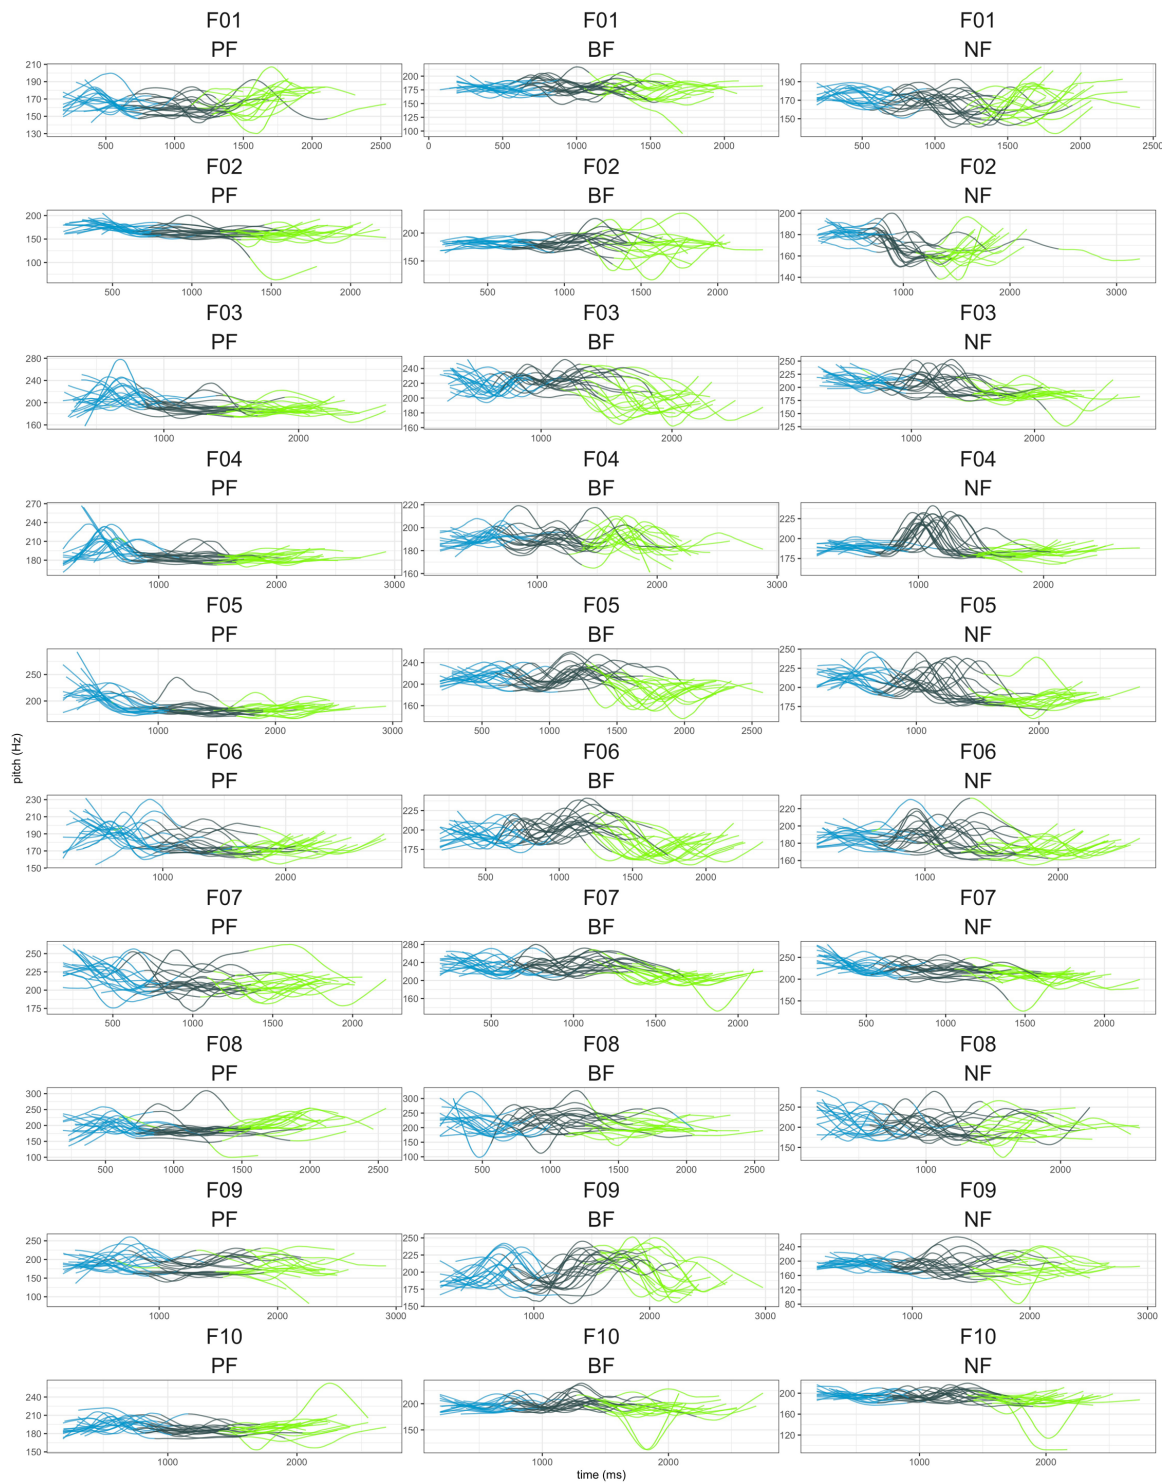 F01
PF
210
190
170
150
130
500 1000 1500 2000 2500
F01
BF
200
175
150
125
100
0 500 1000 1500 2000
F01
NF
190
170
150
500 1000 1500 2000 2500
F02
PF
200
150
100
500 1000 1500 2000
F02
BF
200
150
500 1000 1500 2000
F02
NF
200
180
160
140
1000 2000 3000
F03
PF
280
240
200
160
1000 2000
F03
BF
240
220
200
180
160
1000 2000
F03
NF
250
225
200
175
150
125
1000 2000
F04
PF
270
240
210
180
1000 2000 3000
F04
BF
220
200
180
160
1000 2000 3000
F04
NF
225
200
175
1000 2000
F05
PF
250
200
1000 2000 3000
F05
BF
240
200
160
500 1000 1500 2000 2500
F05
NF
250
225
200
175
1000 2000
pitch (Hz)
F06
PF
230
210
190
170
150
1000 2000
F06
BF
225
200
175
500 1000 1500 2000
F06
NF
220
200
180
160
1000 2000
F07
PF
250
225
200
175
500 1000 1500 2000
F07
BF
280
240
200
160
500 1000 1500 2000
F07
NF
250
200
150
500 1000 1500 2000
F08
PF
300
250
200
150
100
500 1000 1500 2000 2500
F08
BF
300
200
100
500 1000 1500 2000 2500
F08
NF
250
200
150
1000 2000
F09
PF
250
200
150
100
1000 2000 3000
F09
BF
250
225
200
175
150
1000 2000 3000
F09
NF
240
200
160
120
80
1000 2000 3000
F10
PF
240
210
180
150
1000 2000
F10
BF
200
150
1000 2000
F10
NF
200
160
120
1000 2000
time (ms)